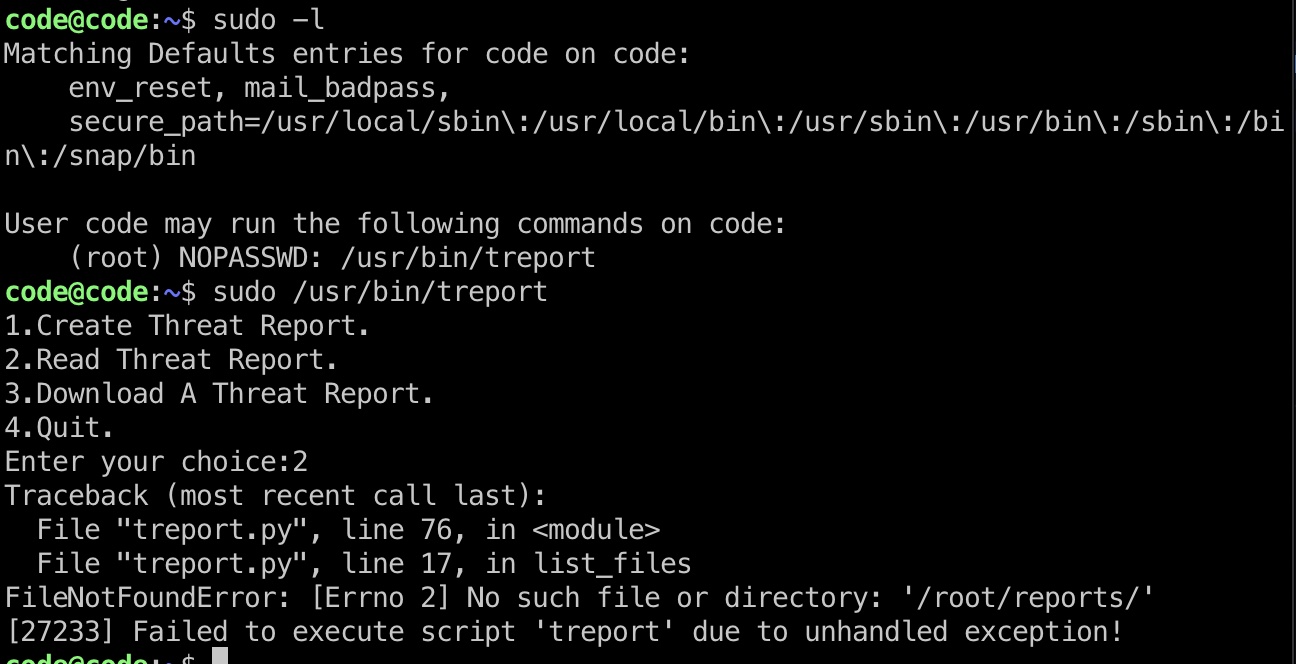 code@code:~$ sudo -l
Matching Defaults entries for code on code:
    env_reset, mail_badpass,
    secure_path=/usr/local/sbin\:/usr/local/bin\:/usr/sbin\:/usr/bin\:/sbin\:/bi
n\:/snap/bin

User code may run the following commands on code:
    (root) NOPASSWD: /usr/bin/treport
code@code:~$ sudo /usr/bin/treport
1.Create Threat Report.
2.Read Threat Report.
3.Download A Threat Report.
4.Quit.
Enter your choice:2
Traceback (most recent call last):
  File "treport.py", line 76, in <module>
  File "treport.py", line 17, in list_files
FileNotFoundError: [Errno 2] No such file or directory: '/root/reports/'
[27233] Failed to execute script 'treport' due to unhandled exception!
code@code:~$